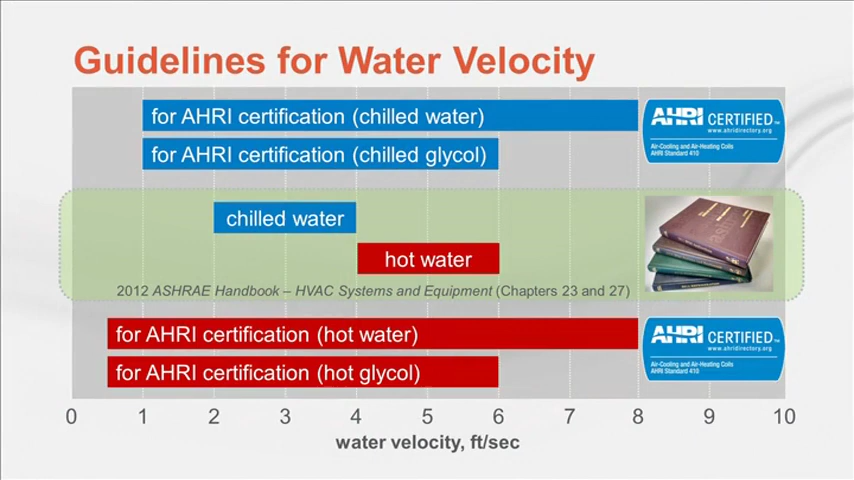 Guidelines for Water Velocity
for AHRI certification (chilled water)
for AHRI certification (chilled glycol)
AHRI CERTIFIED™
www.ahridirectory.org
Air-Cooling and Air-Heating Coils
AHRI Standard 410
chilled water
hot water
2012 ASHRAE Handbook – HVAC Systems and Equipment (Chapters 23 and 27)
for AHRI certification (hot water)
for AHRI certification (hot glycol)
AHRI CERTIFIED™
www.ahridirectory.org
Air-Cooling and Air-Heating Coils
AHRI Standard 410
0 1 2 3 4 5 6 7 8 9 10
water velocity, ft/sec